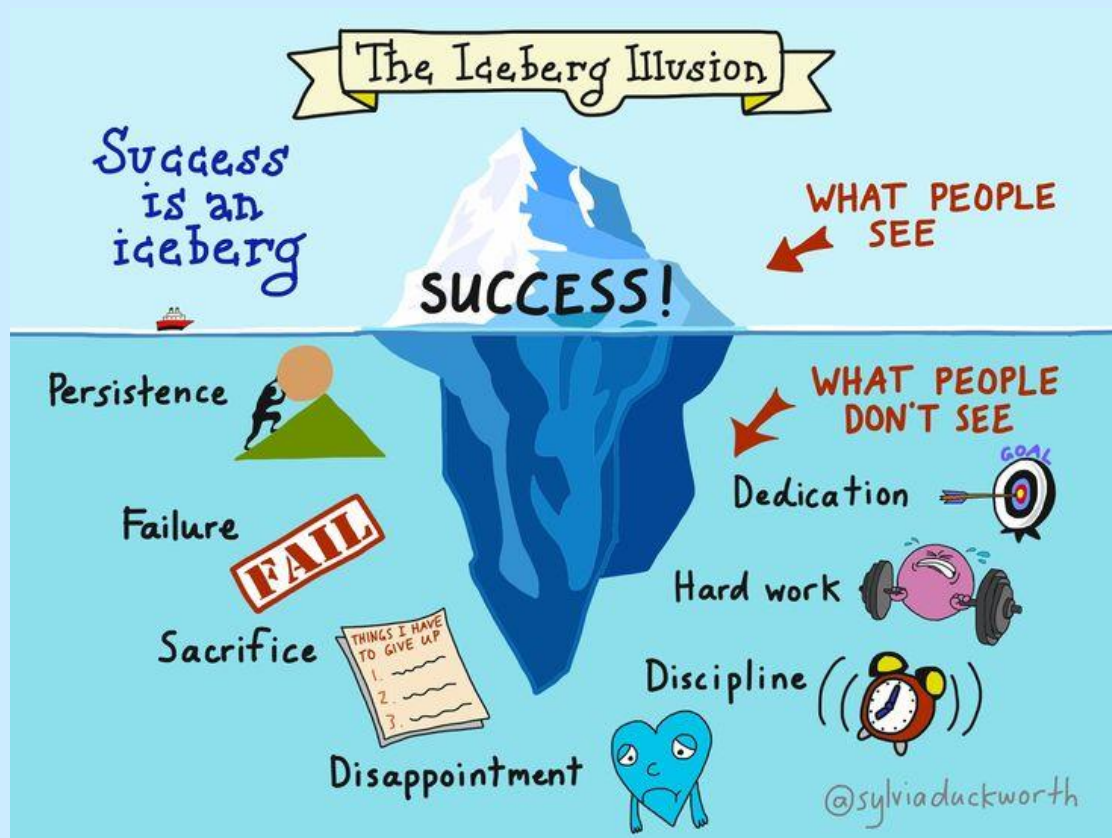 The Iceberg Illusion
Success
is an
iceberg
WHAT PEOPLE
SEE
SUCCESS!
WHAT PEOPLE
DON'T SEE
Persistence
GOAL
Dedication
Failure
FAIL
Hard work
Sacrifice
THINGS I HAVE
TO GIVE UP
1.
2.
3.
Discipline
Disappointment
@sylviaduckworth